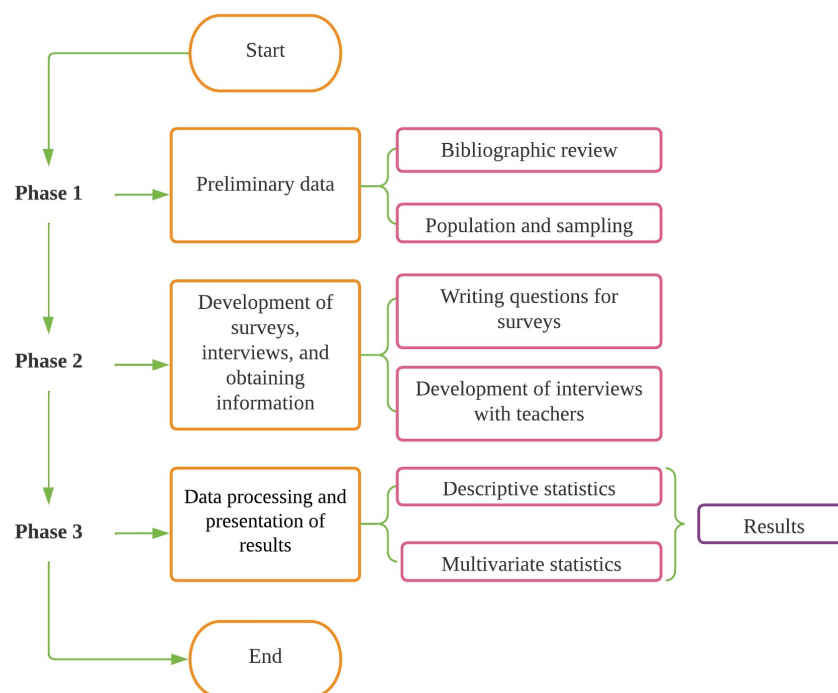 Start
Phase 1
Preliminary data
Bibliographic review
Population and sampling
Phase 2
Development of
surveys,
interviews, and
obtaining
information
Writing questions for
surveys
Development of interviews
with teachers
Phase 3
Data processing and
presentation of
results
Descriptive statistics
Multivariate statistics
Results
End